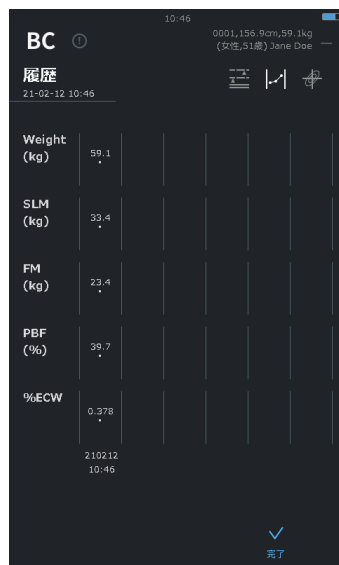 10:46
BC
0001,156.9cm,59.1kg
(女性,51歳) Jane Doe
履歴
21-02-12 10:46
Weight
(kg)
59.1
SLM
(kg)
33.4
FM
(kg)
23.4
PBF
(%)
39.7
%ECW
0.378
210212
10:46
完了